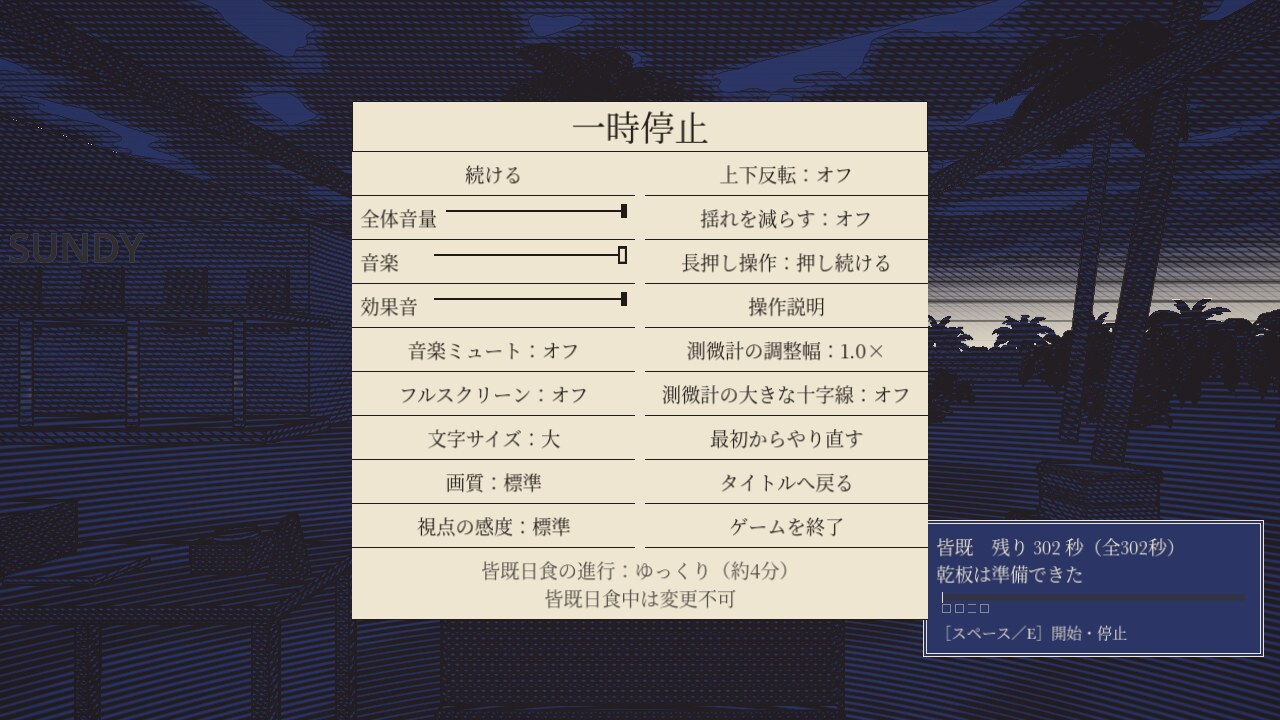 一時停止
続ける
全体音量
音楽
効果音
音楽ミュート：オフ
フルスクリーン：オフ
文字サイズ：大
画質：標準
視点の感度：標準
上下反転：オフ
揺れを減らす：オフ
長押し操作：押し続ける
操作説明
測微計の調整幅：1.0×
測微計の大きな十字線：オフ
最初からやり直す
タイトルへ戻る
ゲームを終了
皆既日食の進行：ゆっくり（約4分）
皆既日食中は変更不可
SUNDY
皆既　残り 302 秒（全302秒）
乾板は準備できた
［スペース／E］開始・停止